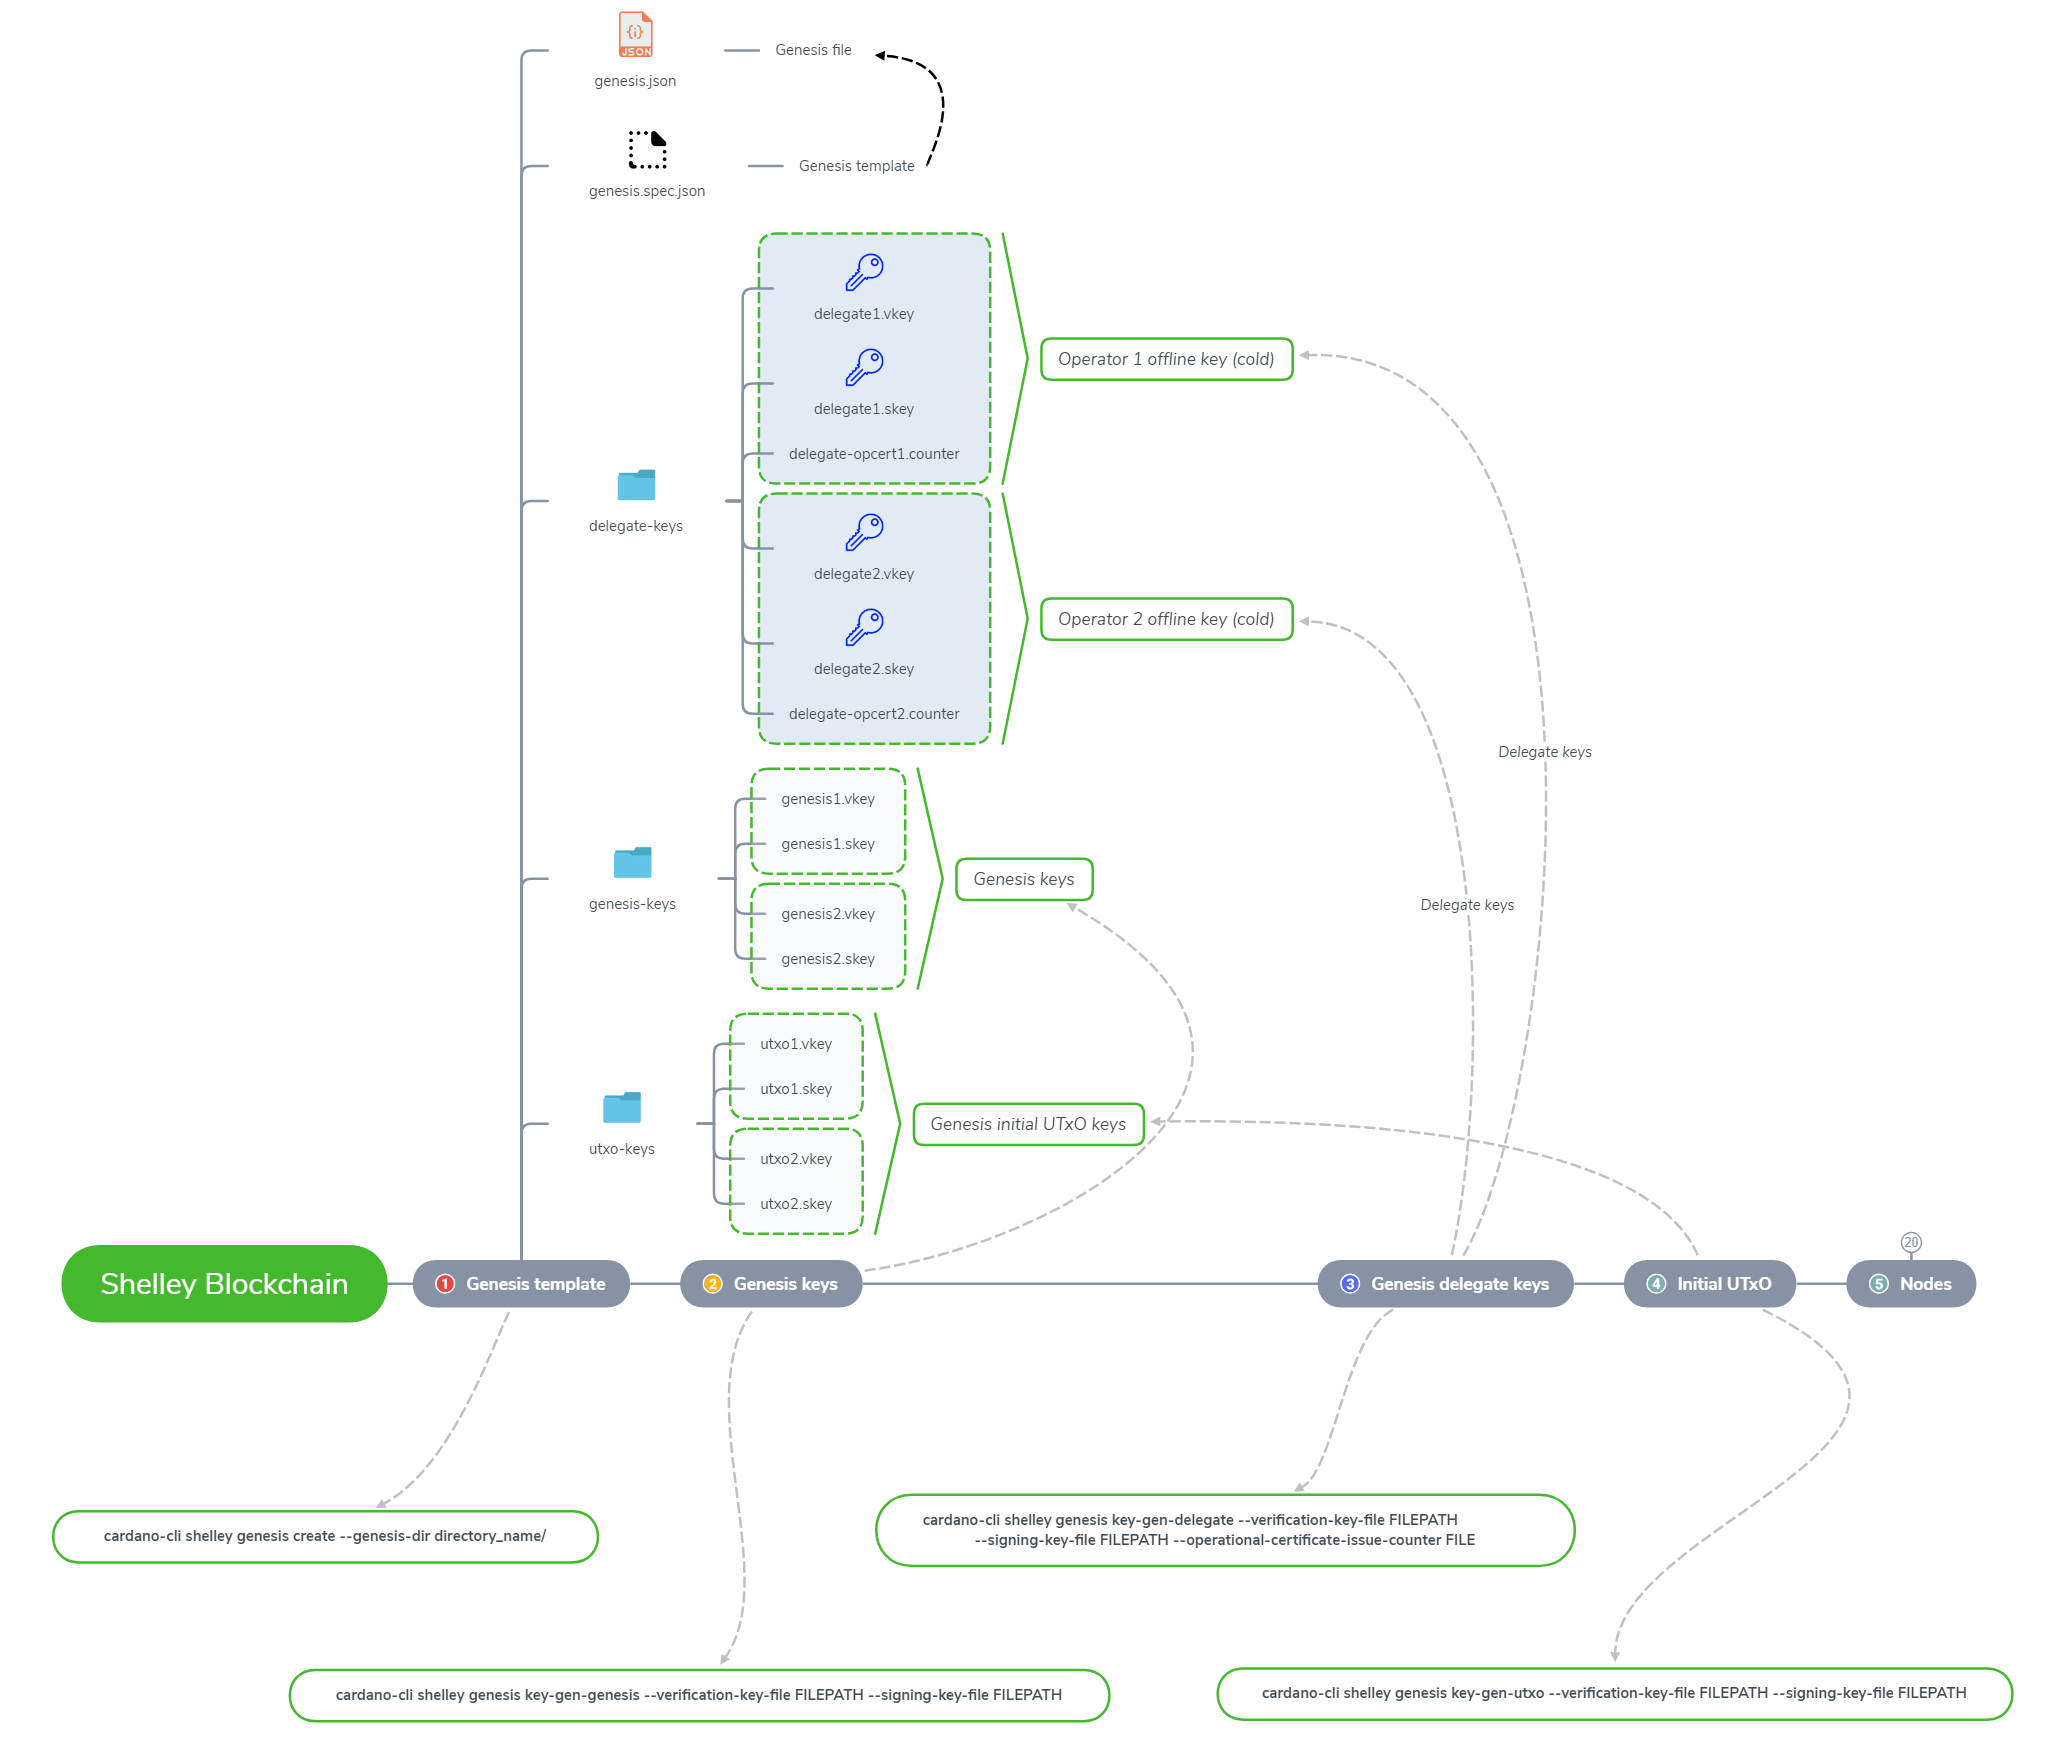 JSON
genesis.json
Genesis file
genesis.spec.json
Genesis template
delegate1.vkey
delegate1.skey
delegate-opcert1.counter
Operator 1 offline key (cold)
delegate-keys
delegate2.vkey
delegate2.skey
delegate-opcert2.counter
Operator 2 offline key (cold)
Delegate keys
Delegate keys
genesis1.vkey
genesis1.skey
genesis-keys
genesis2.vkey
genesis2.skey
Genesis keys
utxo1.vkey
utxo1.skey
utxo-keys
utxo2.vkey
utxo2.skey
Genesis initial UTxO keys
Shelley Blockchain
1 Genesis template
2 Genesis keys
3 Genesis delegate keys
4 Initial UTxO
20
5 Nodes
cardano-cli shelley genesis create --genesis-dir directory_name/
cardano-cli shelley genesis key-gen-delegate --verification-key-file FILEPATH
--signing-key-file FILEPATH --operational-certificate-issue-counter FILE
cardano-cli shelley genesis key-gen-genesis --verification-key-file FILEPATH --signing-key-file FILEPATH
cardano-cli shelley genesis key-gen-utxo --verification-key-file FILEPATH --signing-key-file FILEPATH